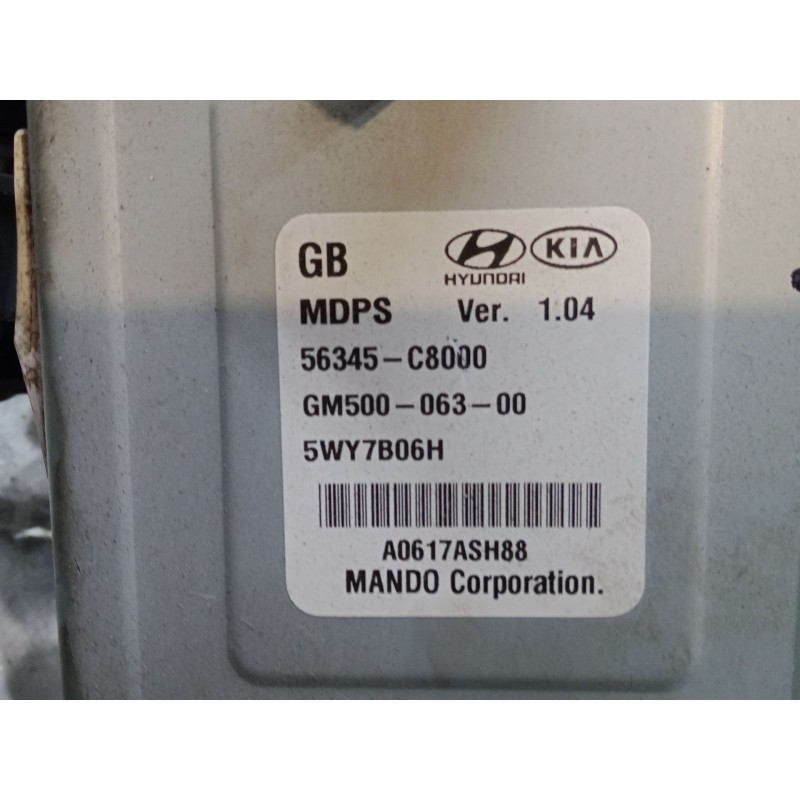 GB HYUNDAI KIA
MDPS Ver. 1.04
56345-C8000
GM500-063-00
5WY7B06H
A0617ASH88
MANDO Corporation.